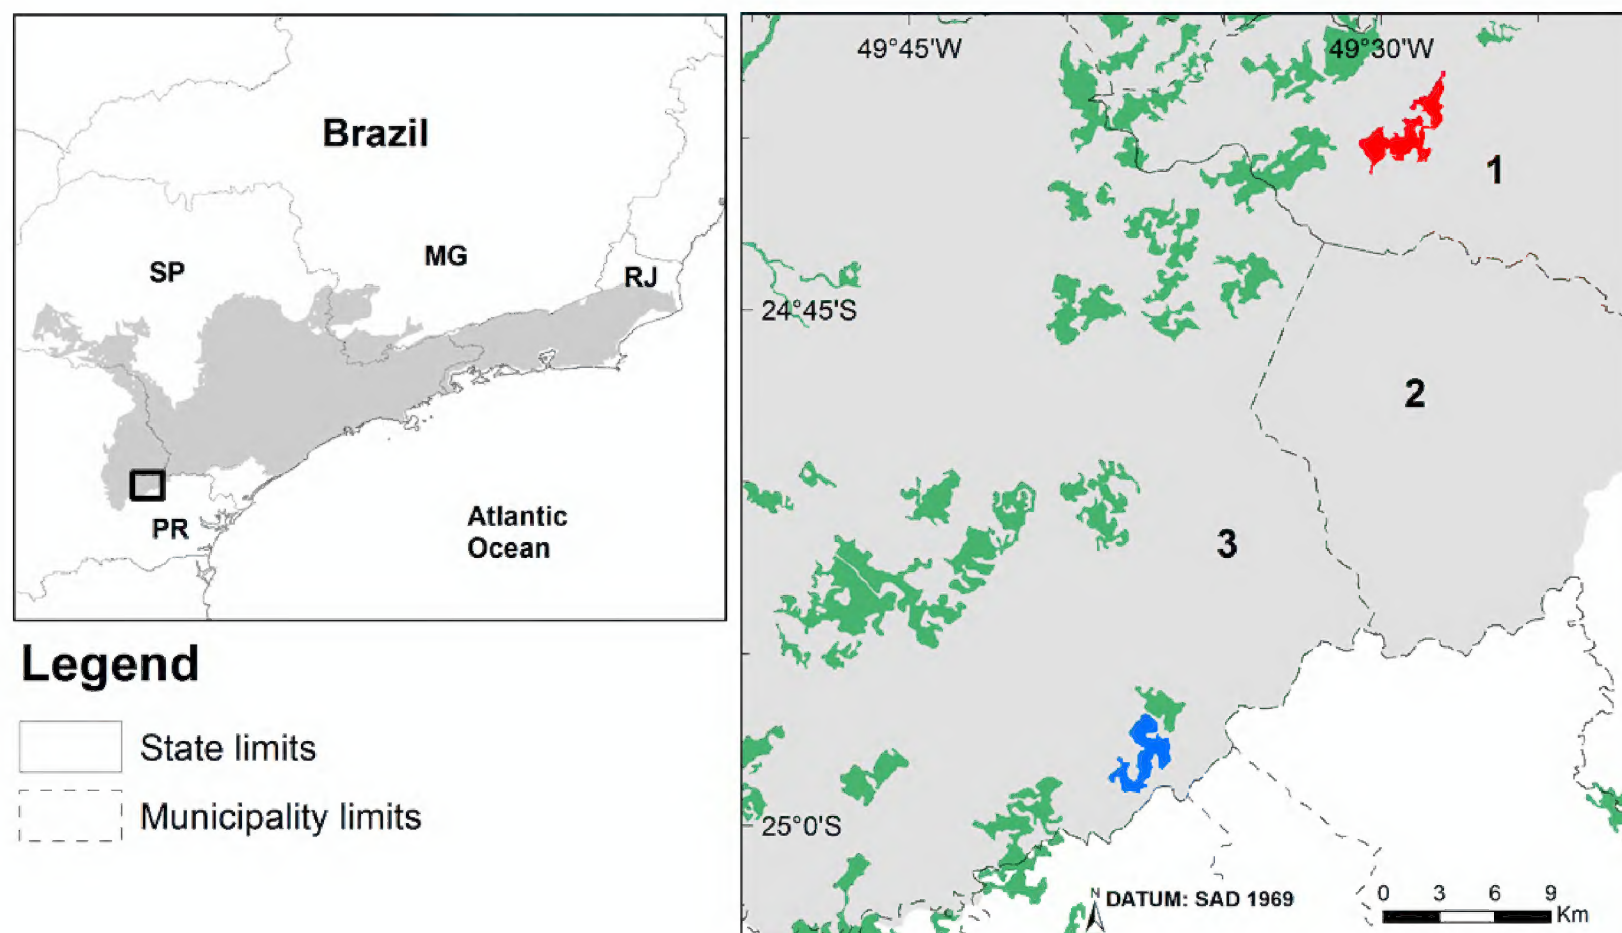 Brazil
SP
MG
RJ
PR
Atlantic
Ocean
Legend
State limits
Municipality limits
49°45'W
49°30'W
1
24°45'S
2
3
25°0'S
N
DATUM: SAD 1969
0 3 6 9
Km